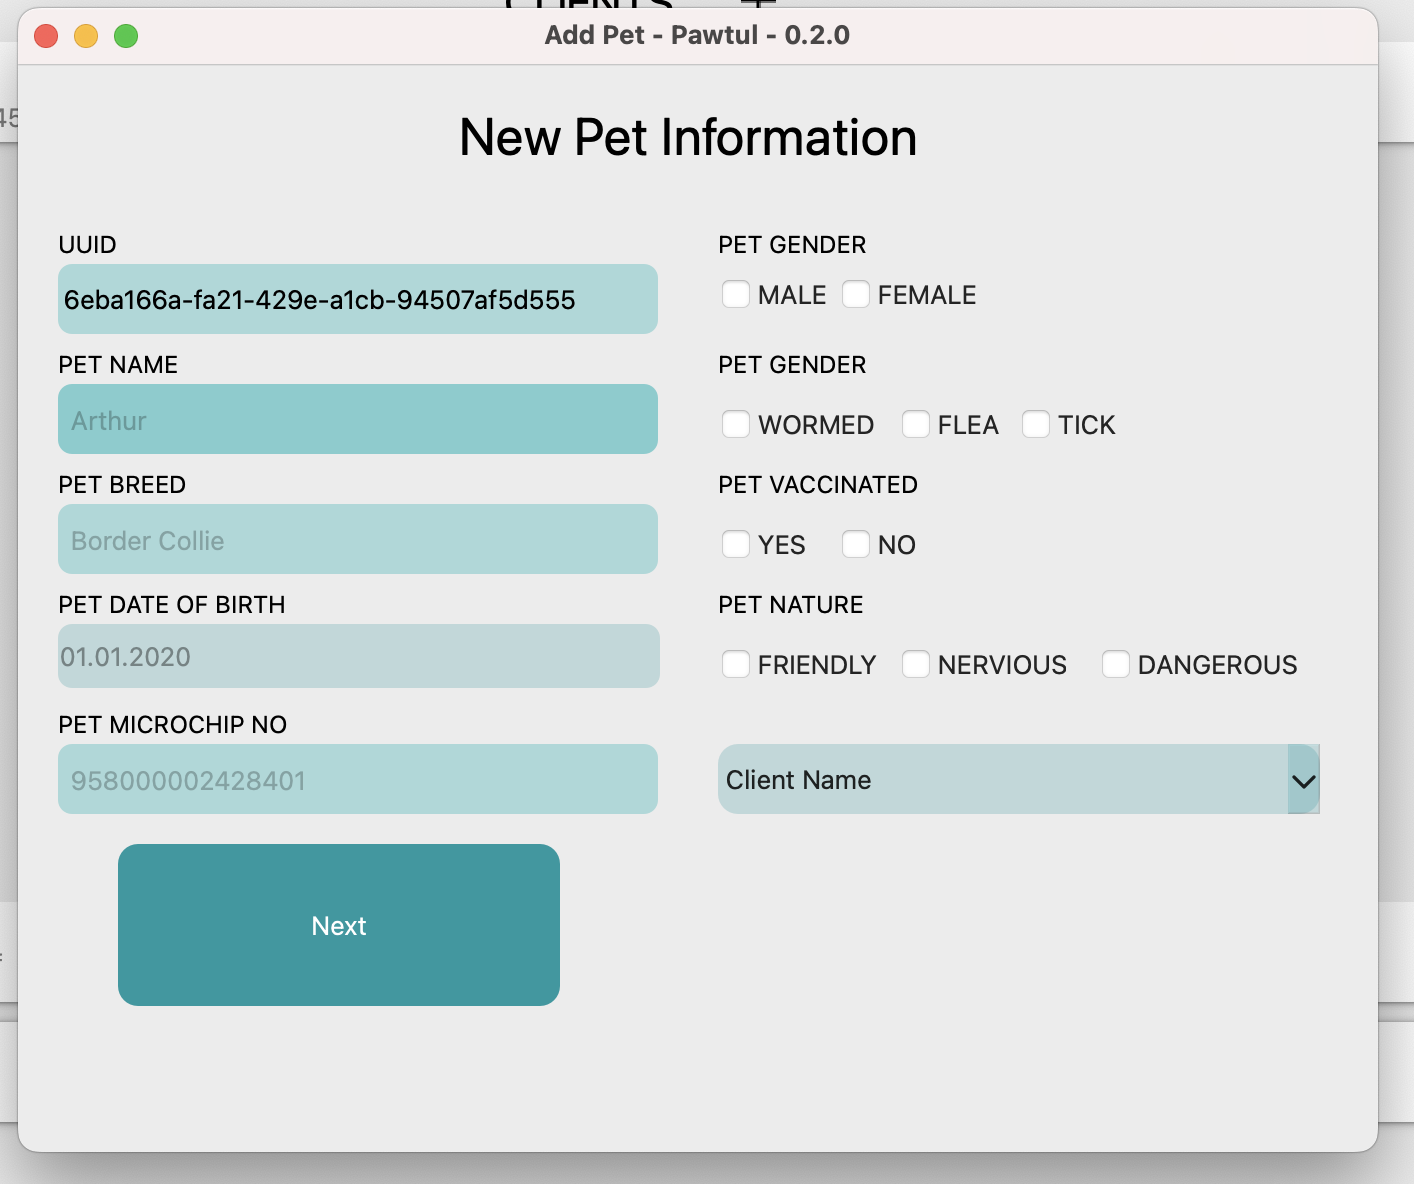 Add Pet - Pawtul - 0.2.0
New Pet Information
UUID
6eba166a-fa21-429e-a1cb-94507af5d555
PET NAME
Arthur
PET BREED
Border Collie
PET DATE OF BIRTH
01.01.2020
PET MICROCHIP NO
958000002428401
Next
PET GENDER
MALE FEMALE
PET GENDER
WORMED FLEA TICK
PET VACCINATED
YES NO
PET NATURE
FRIENDLY NERVIOUS DANGEROUS
Client Name